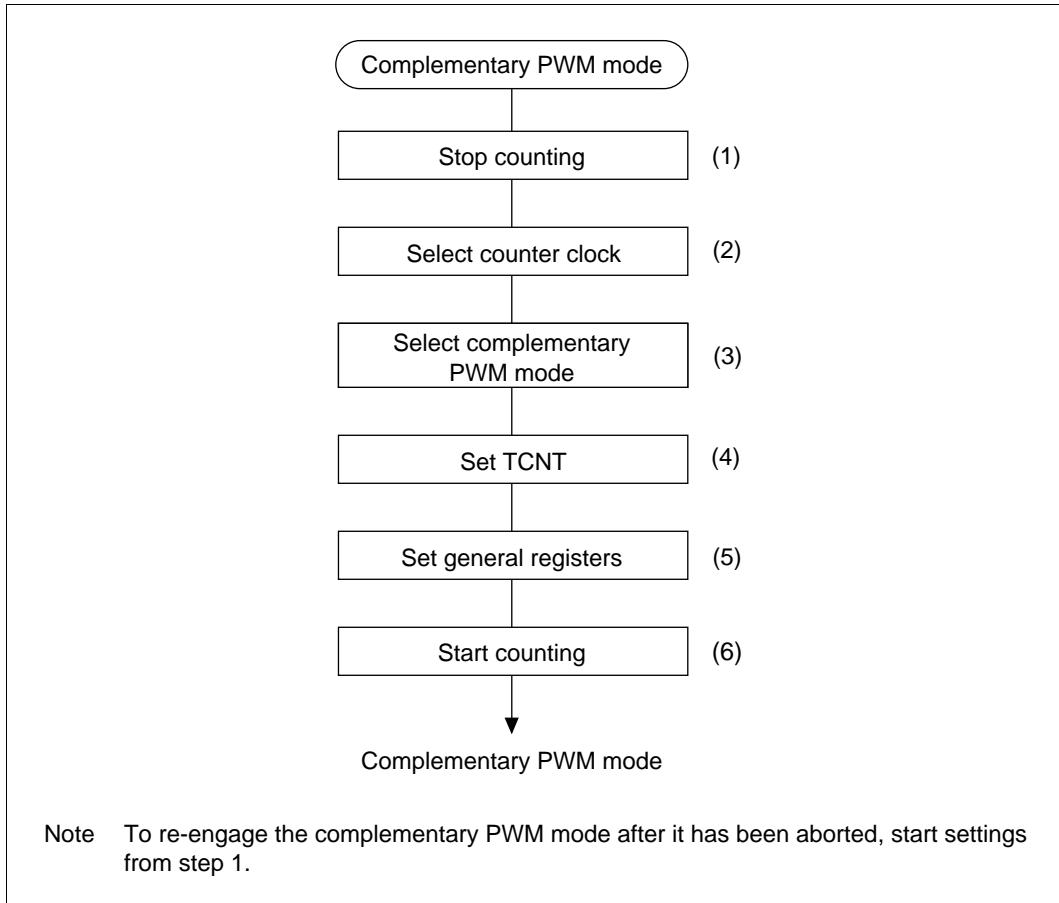 Complementary PWM mode
Stop counting (1)
Select counter clock (2)
Select complementary
PWM mode (3)
Set TCNT (4)
Set general registers (5)
Start counting (6)
Complementary PWM mode
Note To re-engage the complementary PWM mode after it has been aborted, start settings
from step 1.